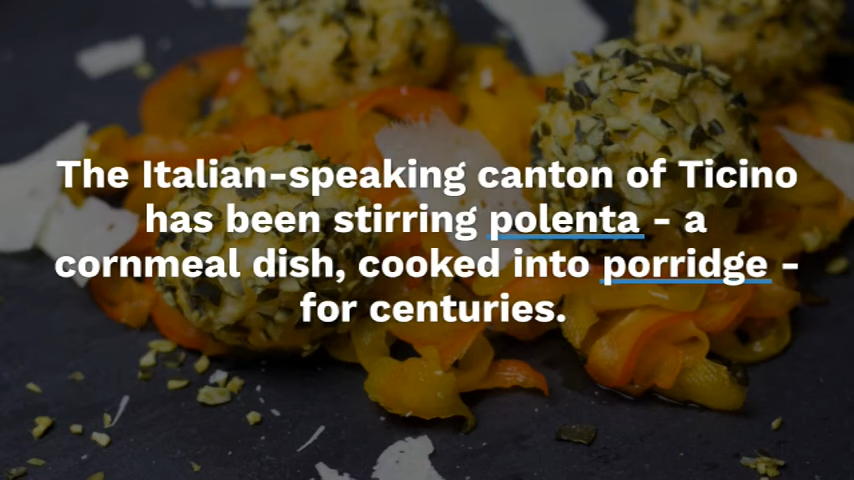 The Italian-speaking canton of Ticino
has been stirring polenta - a
cornmeal dish, cooked into porridge -
for centuries.